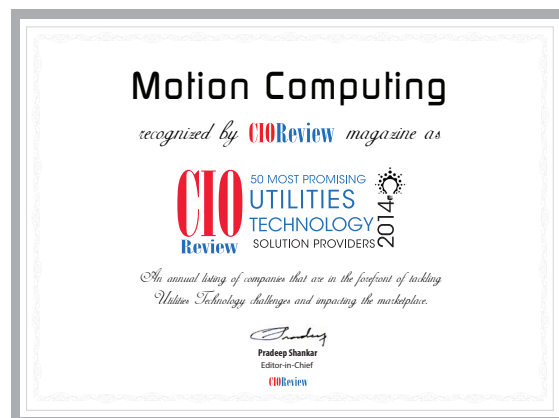 Motion Computing
recognized by CIOReview magazine as
CIO
Review
50 MOST PROMISING
UTILITIES
TECHNOLOGY
SOLUTION PROVIDERS
2014
An annual listing of companies that are in the forefront of tackling
Utilities Technology challenges and impacting the marketplace.
Pradeep
Pradeep Shankar
Editor-in-Chief
CIOReview